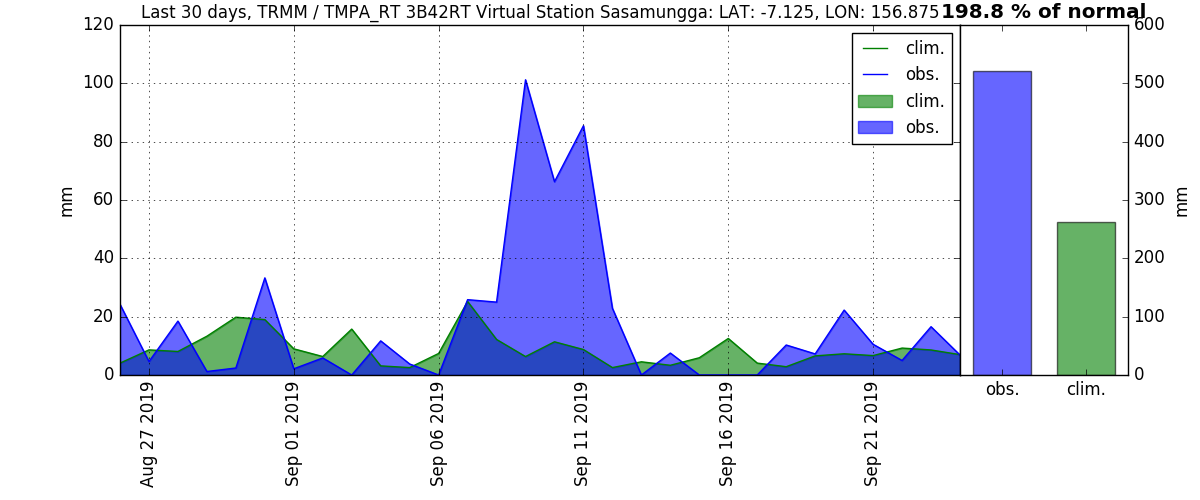 Last 30 days, TRMM / TMPA_RT 3B42RT Virtual Station Sasamungga: LAT: -7.125, LON: 156.875
198.8 % of normal
120
100
80
60
40
20
0
mm
clim.
obs.
clim.
obs.
Aug 27 2019
Sep 01 2019
Sep 06 2019
Sep 11 2019
Sep 16 2019
Sep 21 2019
600
500
400
300
200
100
0
mm
obs.
clim.